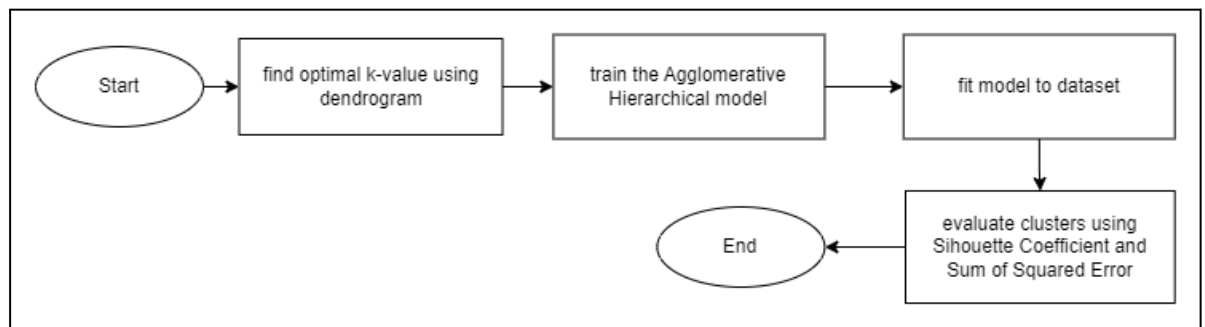 Start
find optimal k-value using
dendrogram
train the Agglomerative
Hierarchical model
fit model to dataset
evaluate clusters using
Sihouette Coefficient and
Sum of Squared Error
End